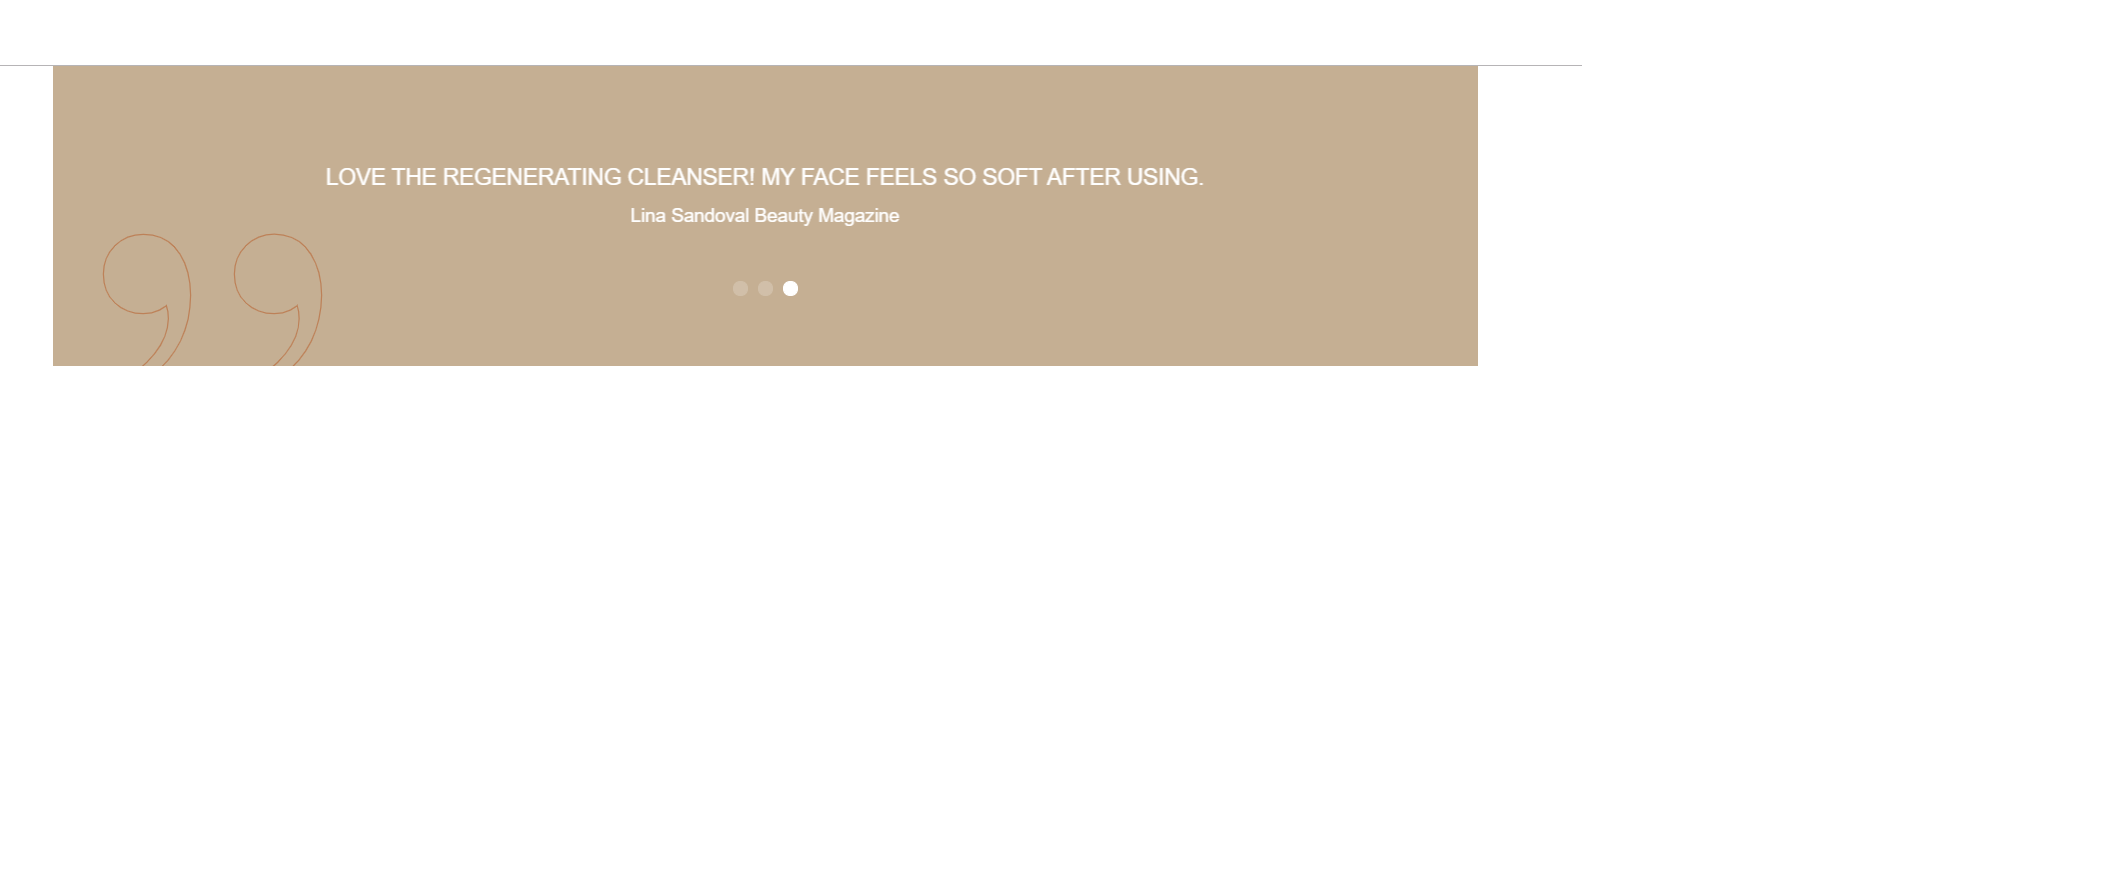 LOVE THE REGENERATING CLEANSER! MY FACE FEELS SO SOFT AFTER USING.
Lina Sandoval Beauty Magazine